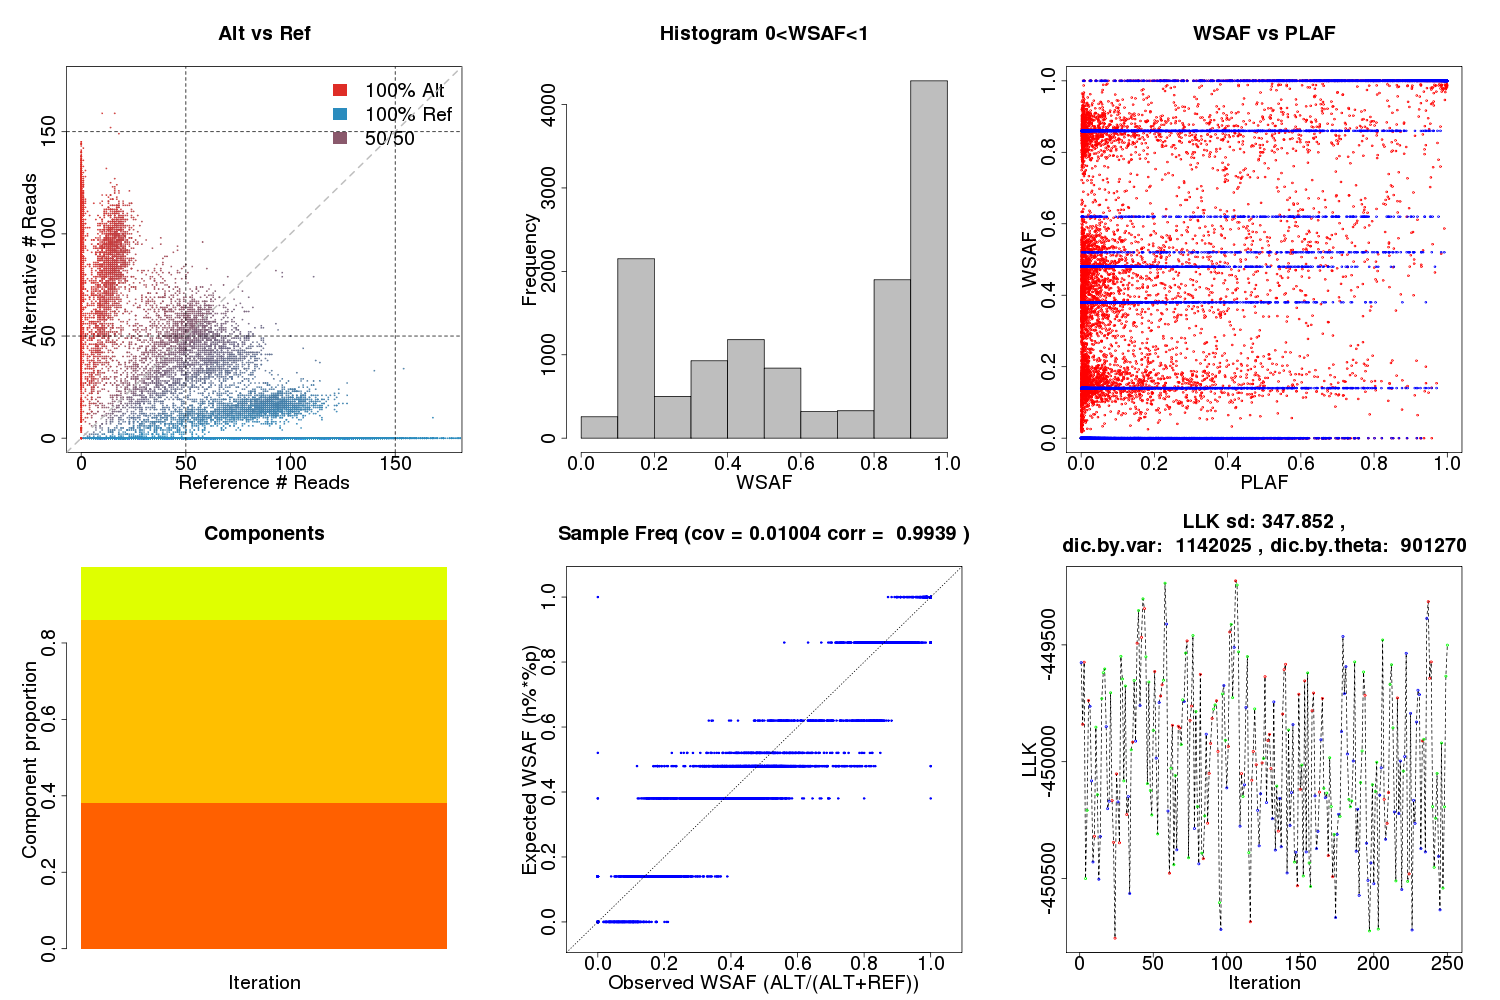 Alt vs Ref
100% Alt
100% Ref
50/50
Alternative # Reads
0 50 100 150
0 50 100 150
Reference # Reads
Histogram 0<WSAF<1
Frequency
0 1000 2000 3000 4000
0.0 0.2 0.4 0.6 0.8 1.0
WSAF
WSAF vs PLAF
WSAF
0.0 0.2 0.4 0.6 0.8 1.0
0.0 0.2 0.4 0.6 0.8 1.0
PLAF
Components
Component proportion
0.0 0.2 0.4 0.6 0.8
Iteration
Sample Freq (cov = 0.01004 corr = 0.9939 )
Expected WSAF (h%*%p)
0.0 0.2 0.4 0.6 0.8 1.0
0.0 0.2 0.4 0.6 0.8 1.0
Observed WSAF (ALT/(ALT+REF))
LLK sd: 347.852 ,
dic.by.var: 1142025 , dic.by.theta: 901270
LLK
-450500 -450000 -449500
0 50 100 150 200 250
Iteration